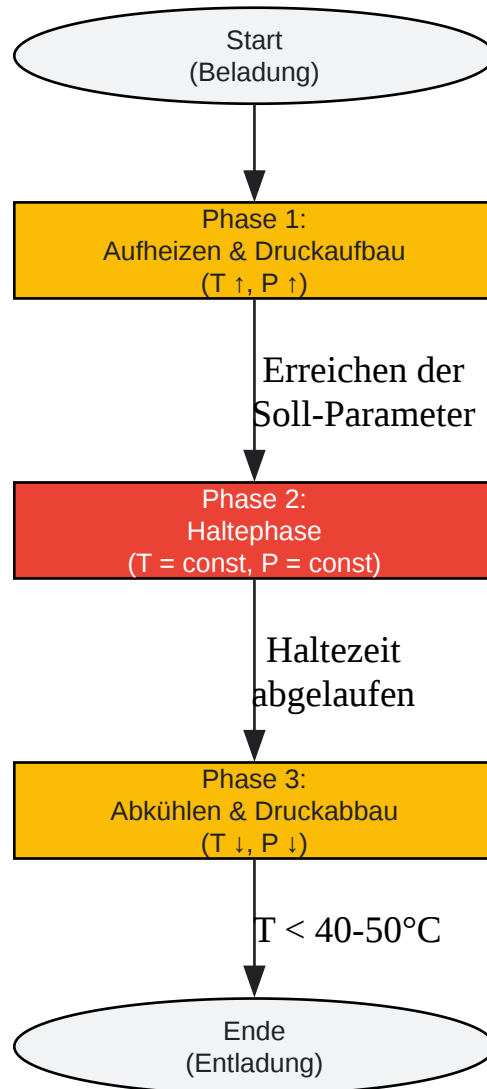 Start
(Beladung)
Phase 1:
Aufheizen & Druckaufbau
(T ↑, P ↑)
Erreichen der
Soll-Parameter
Phase 2:
Haltephase
(T = const, P = const)
Haltezeit
abgelaufen
Phase 3:
Abkühlen & Druckabbau
(T ↓, P ↓)
T < 40-50°C
Ende
(Entladung)